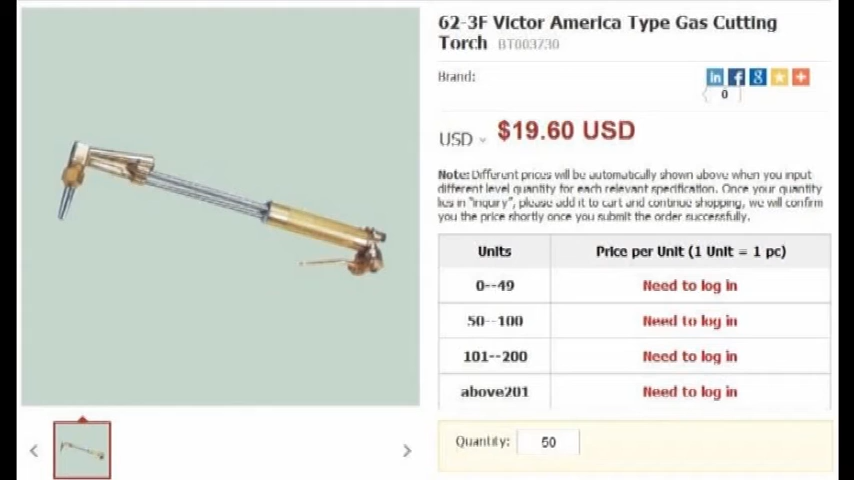 62-3F Victor America Type Gas Cutting
Torch BT003730
Brand:
0
USD $19.60 USD
Note: Different prices will be automatically shown above when you input
different level quantity for each relevant specification. Once your quantity
lies in "inquiry", please add it to cart and continue shopping, we will confirm
you the price shortly once you submit the order successfully.
Units Price per Unit (1 Unit = 1 pc)
0--49 Need to log in
50--100 Need to log in
101--200 Need to log in
above201 Need to log in
Quantity: 50